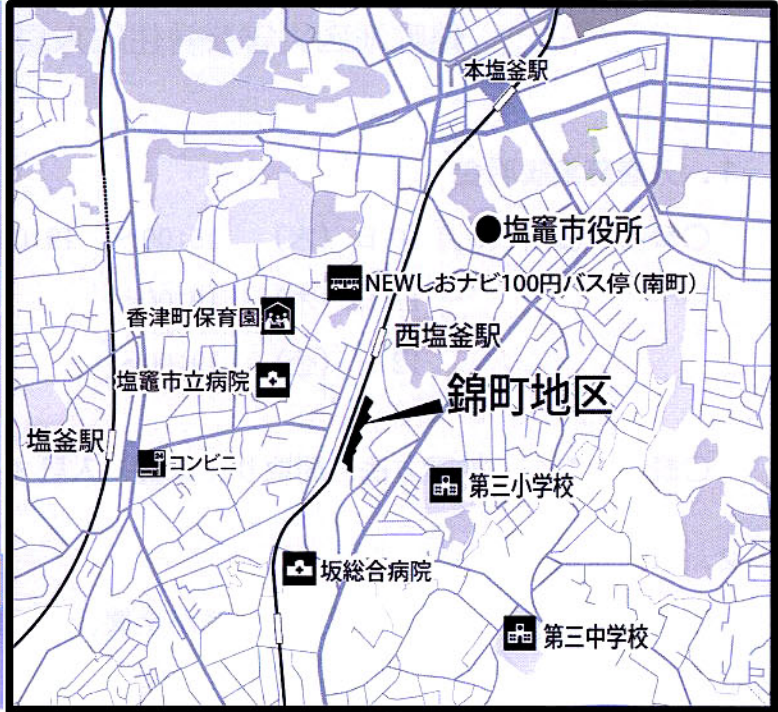 本塩釜駅
●塩竈市役所
NEWしおナビ100円バス停(南町)
香津町保育園
西塩釜駅
塩竈市立病院
錦町地区
塩釜駅
24
コンビニ
第三小学校
坂総合病院
第三中学校